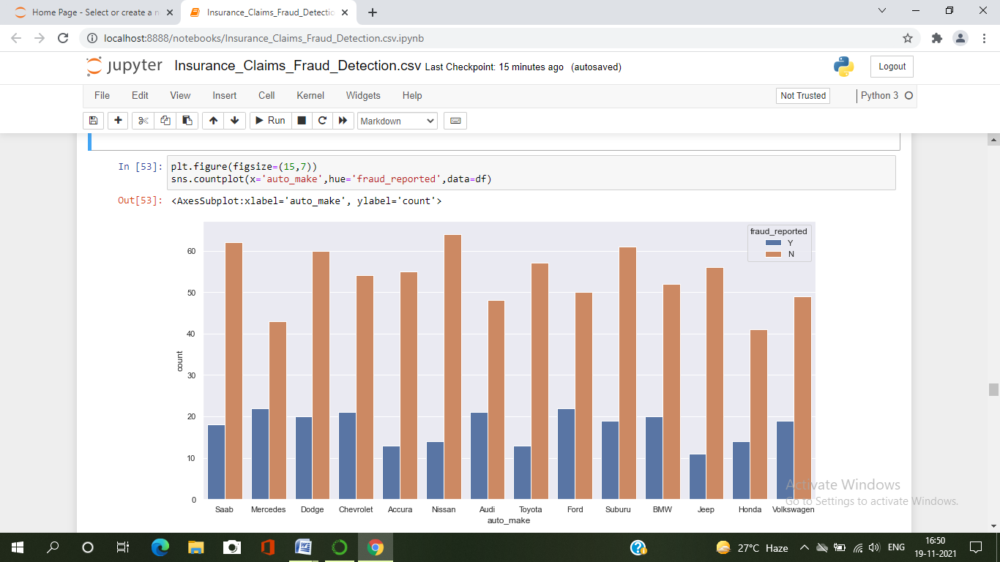 Home Page - Select or create a n
Insurance_Claims_Fraud_Detectio
localhost:8888/notebooks/Insurance_Claims_Fraud_Detection.csv.ipynb
jupyter Insurance_Claims_Fraud_Detection.csv Last Checkpoint: 15 minutes ago (autosaved)
Logout
File Edit View Insert Cell Kernel Widgets Help
Not Trusted
Python 3
Run
Markdown
In [53]: plt.figure(figsize=(15,7))
sns.countplot(x='auto_make',hue='fraud_reported',data=df)
Out[53]: <AxesSubplot:xlabel='auto_make', ylabel='count'>
fraud_reported
Y
N
60
50
40
30
20
10
0
count
Saab Mercedes Dodge Chevrolet Accura Nissan Audi Toyota Ford Suburu BMW Jeep Honda Volkswagen
auto_make
Activate Windows
Go to Settings to activate Windows.
27°C Haze
ENG
16:50
19-11-2021